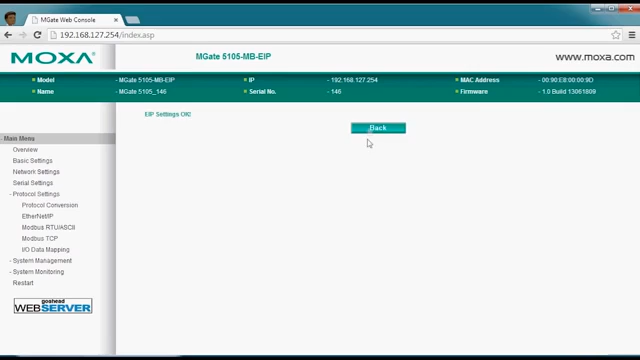 MGate Web Console
192.168.127.254/index.asp
MOXA
MGate 5105-MB-EIP
www.moxa.com
Model - MGate 5105-MB-EIP IP - 192.168.127.254 MAC Address - 00:90:E8:00:00:9D
Name - MGate 5105_146 Serial No. - 146 Firmware - 1.0 Build 13061809
EIP Settings OK!
Back
- Main Menu
Overview
Basic Settings
Network Settings
Serial Settings
- Protocol Settings
Protocol Conversion
EtherNet/IP
Modbus RTU/ASCII
Modbus TCP
I/O Data Mapping
- System Management
- System Monitoring
Restart
goahead
WEBSERVER